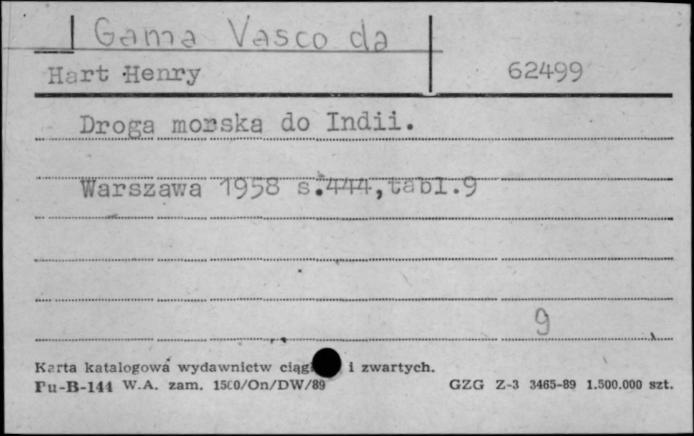 Gama Vasco da
Hart Henry 62499
Droga morska do Indii.
Warszawa 1958 s.444, tabl.9
9
Karta katalogowa wydawnictw i zwartych.
Pu-B-144 W.A. zam. 1500/On/DW/89 GZG Z-3 3465-89 1.500.000 szt.